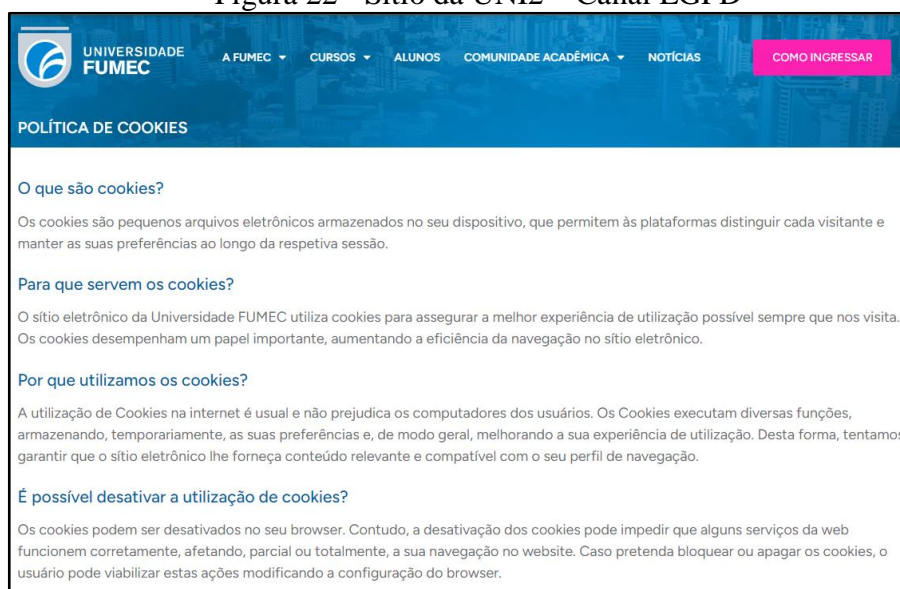 Figura 22 - Sítio da UNI2 – Canal LGPD
UNIVERSIDADE
FUMEC
A FUMEC CURSOS ALUNOS COMUNIDADE ACADÊMICA NOTÍCIAS COMO INGRESSAR
POLÍTICA DE COOKIES
O que são cookies?
Os cookies são pequenos arquivos eletrônicos armazenados no seu dispositivo, que permitem às plataformas distinguir cada visitante e
manter as suas preferências ao longo da respetiva sessão.
Para que servem os cookies?
O sítio eletrônico da Universidade FUMEC utiliza cookies para assegurar a melhor experiência de utilização possível sempre que nos visita.
Os cookies desempenham um papel importante, aumentando a eficiência da navegação no sítio eletrônico.
Por que utilizamos os cookies?
A utilização de Cookies na internet é usual e não prejudica os computadores dos usuários. Os Cookies executam diversas funções,
armazenando, temporariamente, as suas preferências e, de modo geral, melhorando a sua experiência de utilização. Desta forma, tentamos
garantir que o sítio eletrônico lhe forneça conteúdo relevante e compatível com o seu perfil de navegação.
É possível desativar a utilização de cookies?
Os cookies podem ser desativados no seu browser. Contudo, a desativação dos cookies pode impedir que alguns serviços da web
funcionem corretamente, afetando, parcial ou totalmente, a sua navegação no website. Caso pretenda bloquear ou apagar os cookies, o
usuário pode viabilizar estas ações modificando a configuração do browser.